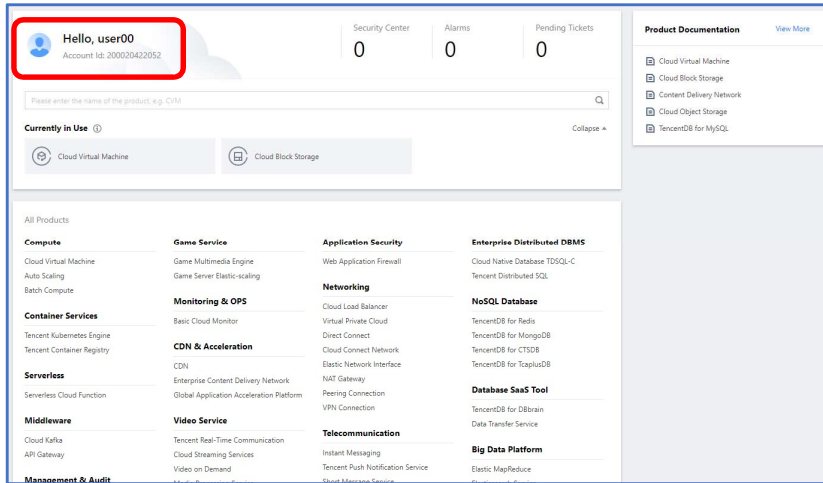 Hello, user00
Account Id: 200020422052
Security Center
0
Alarms
0
Pending Tickets
0
Please enter the name of the product, e.g. CVM
Currently in Use
Collapse
Cloud Virtual Machine
Cloud Block Storage
Product Documentation
View More
Cloud Virtual Machine
Cloud Block Storage
Content Delivery Network
Cloud Object Storage
TencentDB for MySQL
All Products
Compute
Cloud Virtual Machine
Auto Scaling
Batch Compute
Container Services
Tencent Kubernetes Engine
Tencent Container Registry
Serverless
Serverless Cloud Function
Middleware
Cloud Kafka
API Gateway
Management & Audit
Game Service
Game Multimedia Engine
Game Server Elastic-scaling
Monitoring & OPS
Basic Cloud Monitor
CDN & Acceleration
CDN
Enterprise Content Delivery Network
Global Application Acceleration Platform
Video Service
Tencent Real-Time Communication
Cloud Streaming Services
Video on Demand
Application Security
Web Application Firewall
Networking
Cloud Load Balancer
Virtual Private Cloud
Direct Connect
Cloud Connect Network
Elastic Network Interface
NAT Gateway
Peering Connection
VPN Connection
Telecommunication
Instant Messaging
Tencent Push Notification Service
Short Message Service
Enterprise Distributed DBMS
Cloud Native Database TDSQL-C
Tencent Distributed SQL
NoSQL Database
TencentDB for Redis
TencentDB for MongoDB
TencentDB for CTSDB
TencentDB for TcaplusDB
Database SaaS Tool
TencentDB for DBbrain
Data Transfer Service
Big Data Platform
Elastic MapReduce